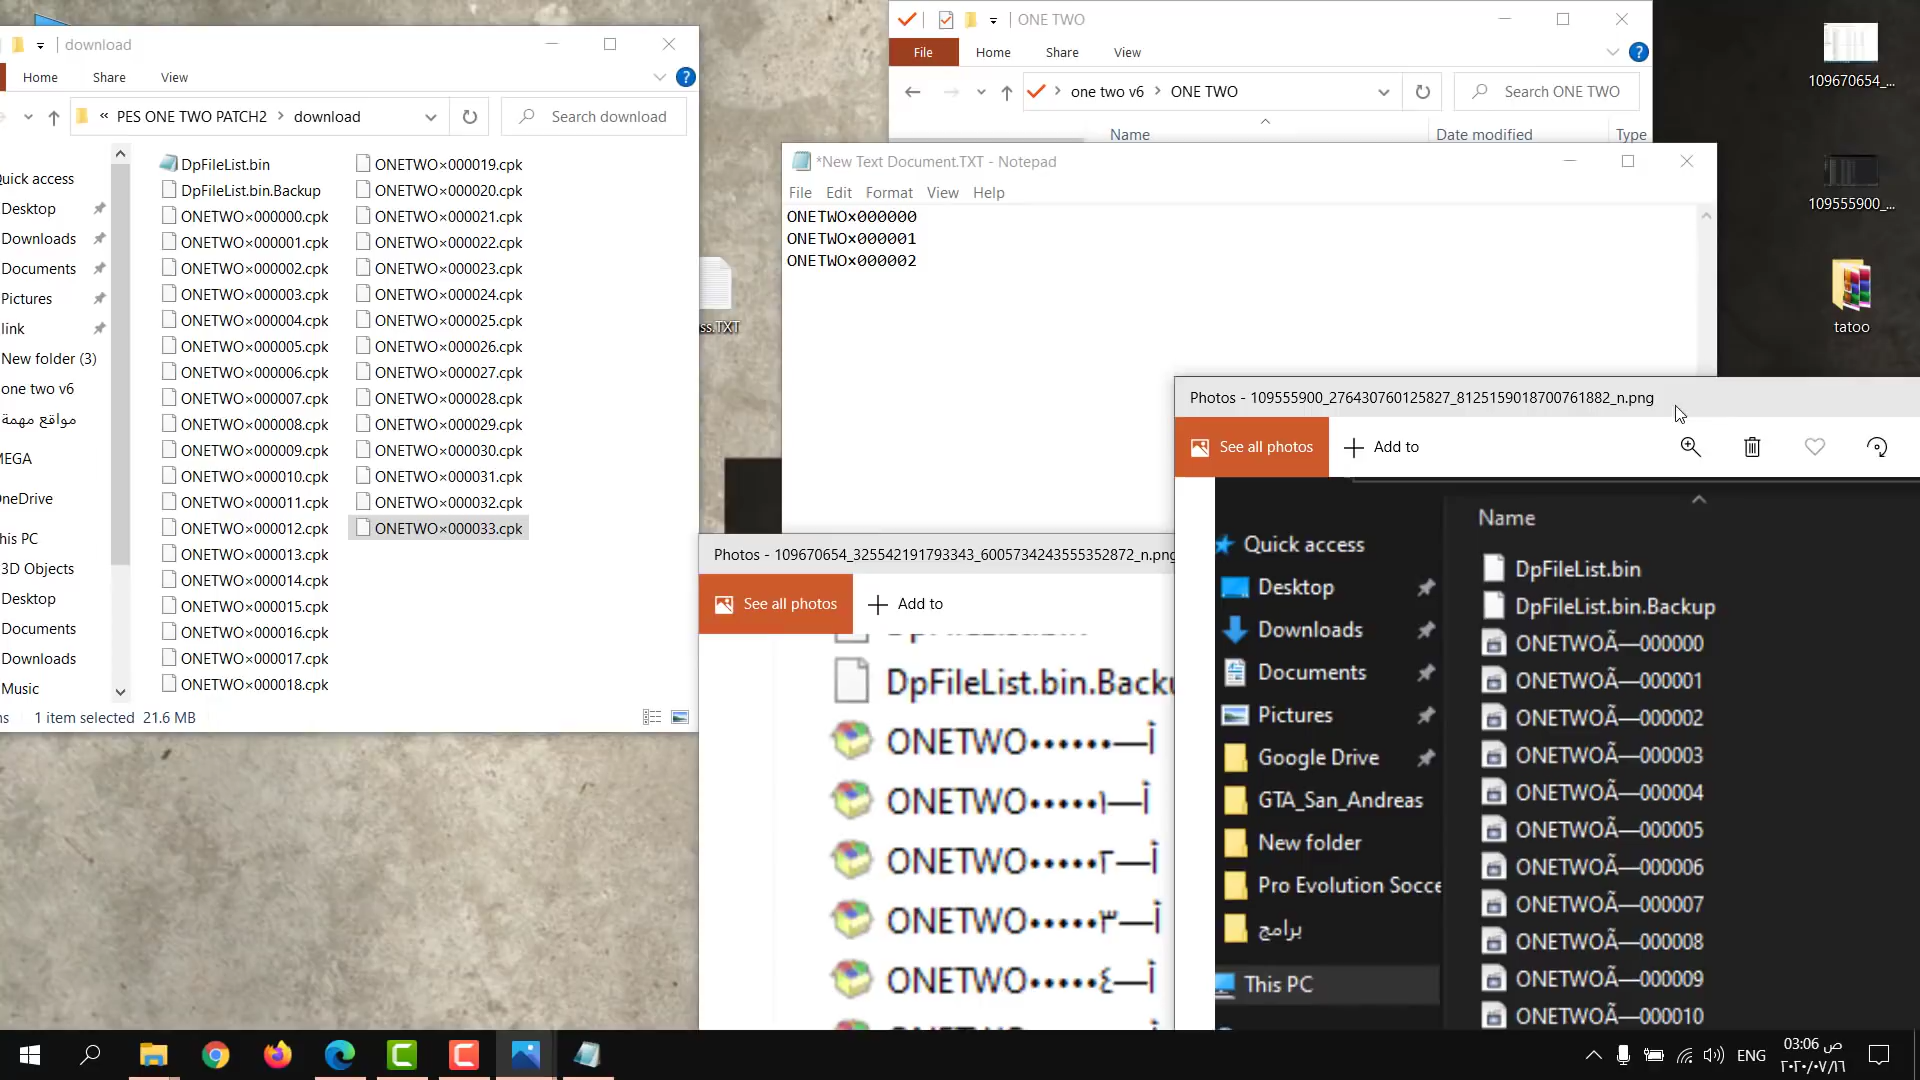 download
Home Share View
PES ONE TWO PATCH2 download
Search download
uick access
Desktop
Downloads
Documents
Pictures
link
New folder (3)
one two v6
مواقع مهمة
MEGA
OneDrive
his PC
3D Objects
Desktop
Documents
Downloads
Music
DpFileList.bin
DpFileList.bin.Backup
ONETWO×000000.cpk
ONETWO×000001.cpk
ONETWO×000002.cpk
ONETWO×000003.cpk
ONETWO×000004.cpk
ONETWO×000005.cpk
ONETWO×000006.cpk
ONETWO×000007.cpk
ONETWO×000008.cpk
ONETWO×000009.cpk
ONETWO×000010.cpk
ONETWO×000011.cpk
ONETWO×000012.cpk
ONETWO×000013.cpk
ONETWO×000014.cpk
ONETWO×000015.cpk
ONETWO×000016.cpk
ONETWO×000017.cpk
ONETWO×000018.cpk
ONETWO×000019.cpk
ONETWO×000020.cpk
ONETWO×000021.cpk
ONETWO×000022.cpk
ONETWO×000023.cpk
ONETWO×000024.cpk
ONETWO×000025.cpk
ONETWO×000026.cpk
ONETWO×000027.cpk
ONETWO×000028.cpk
ONETWO×000029.cpk
ONETWO×000030.cpk
ONETWO×000031.cpk
ONETWO×000032.cpk
ONETWO×000033.cpk
1 item selected 21.6 MB
ss.TXT
ONE TWO
File Home Share View
one two v6 ONE TWO
Search ONE TWO
Name Date modified Type
*New Text Document.TXT - Notepad
File Edit Format View Help
ONETWO×000000
ONETWO×000001
ONETWO×000002
Photos - 109670654_325542191793343_6005734243555352872_n.png
See all photos Add to
DpFileList.bin.Backu
ONETWO••••••—أ
ONETWO•••••١—أ
ONETWO•••••٢—أ
ONETWO•••••٣—أ
ONETWO•••••٤—أ
Photos - 109555900_276430760125827_8125159018700761882_n.png
See all photos Add to
Quick access
Desktop
Downloads
Documents
Pictures
Google Drive
GTA_San_Andreas
New folder
Pro Evolution Socce
برامج
This PC
Name
DpFileList.bin
DpFileList.bin.Backup
ONETWOÃ—000000
ONETWOÃ—000001
ONETWOÃ—000002
ONETWOÃ—000003
ONETWOÃ—000004
ONETWOÃ—000005
ONETWOÃ—000006
ONETWOÃ—000007
ONETWOÃ—000008
ONETWOÃ—000009
ONETWOÃ—000010
109670654_...
109555900_...
tatoo
ENG
03:06 ص
٢٠٢٠/٠٧/١٦